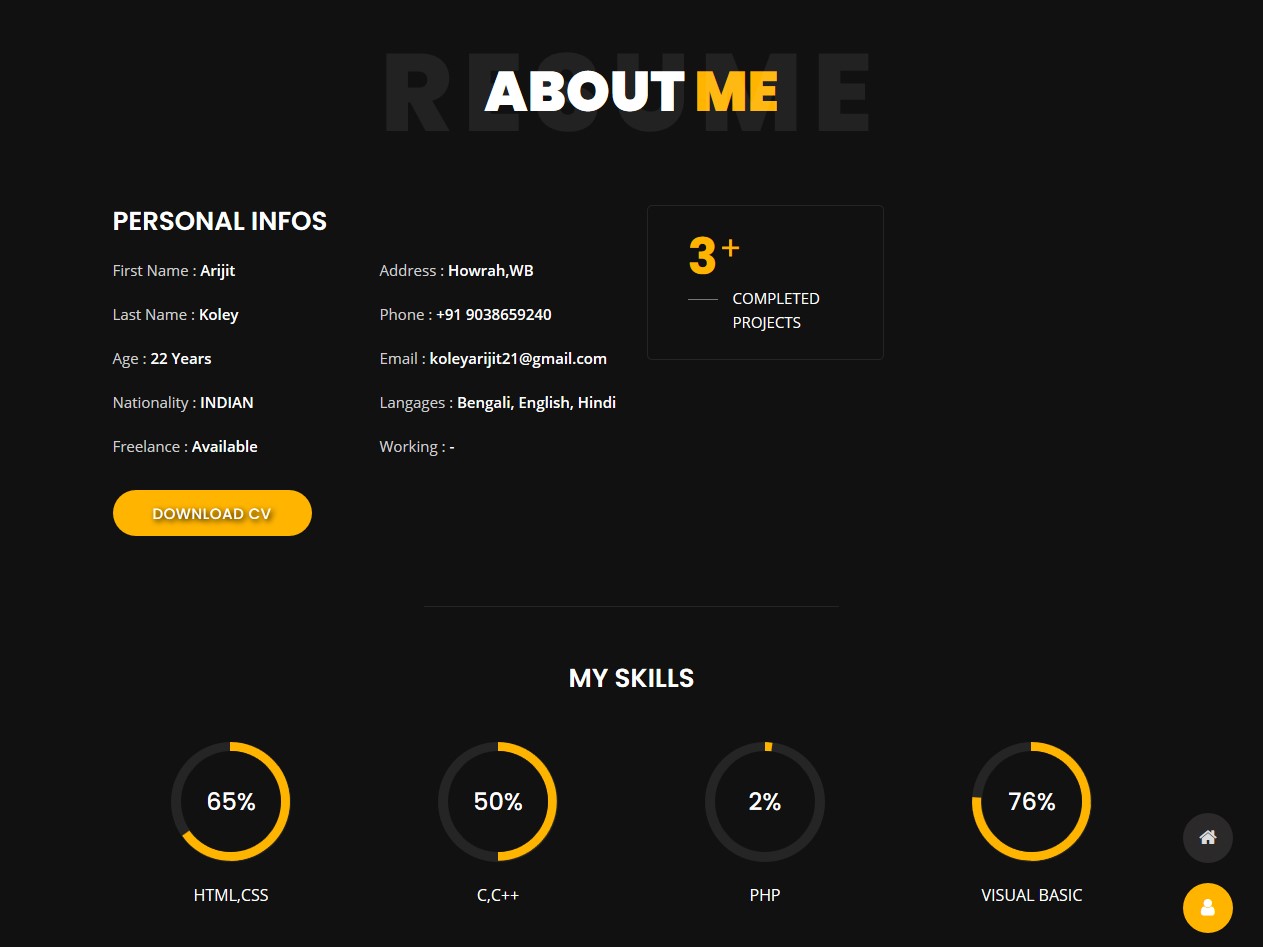 RESUME
ABOUT ME
PERSONAL INFOS
First Name : Arijit
Last Name : Koley
Age : 22 Years
Nationality : INDIAN
Freelance : Available
Address : Howrah,WB
Phone : +91 9038659240
Email : koleyarijit21@gmail.com
Langages : Bengali, English, Hindi
Working : -
3+
COMPLETED
PROJECTS
DOWNLOAD CV
MY SKILLS
65%
HTML,CSS
50%
C,C++
2%
PHP
76%
VISUAL BASIC